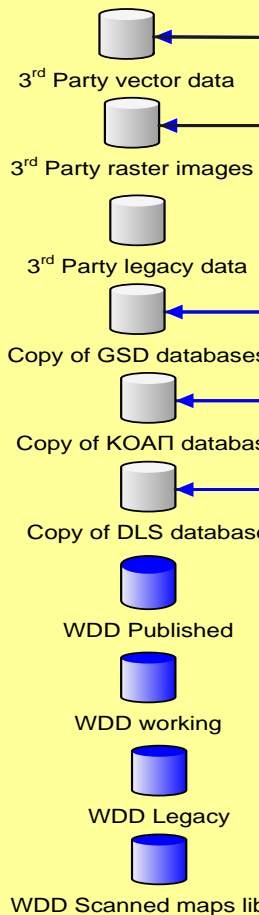 3rd Party vector data
3rd Party raster images
3rd Party legacy data
Copy of GSD databases
Copy of ΚΟΑΠ databas
Copy of DLS database
WDD Published
WDD working
WDD Legacy
WDD Scanned maps lib